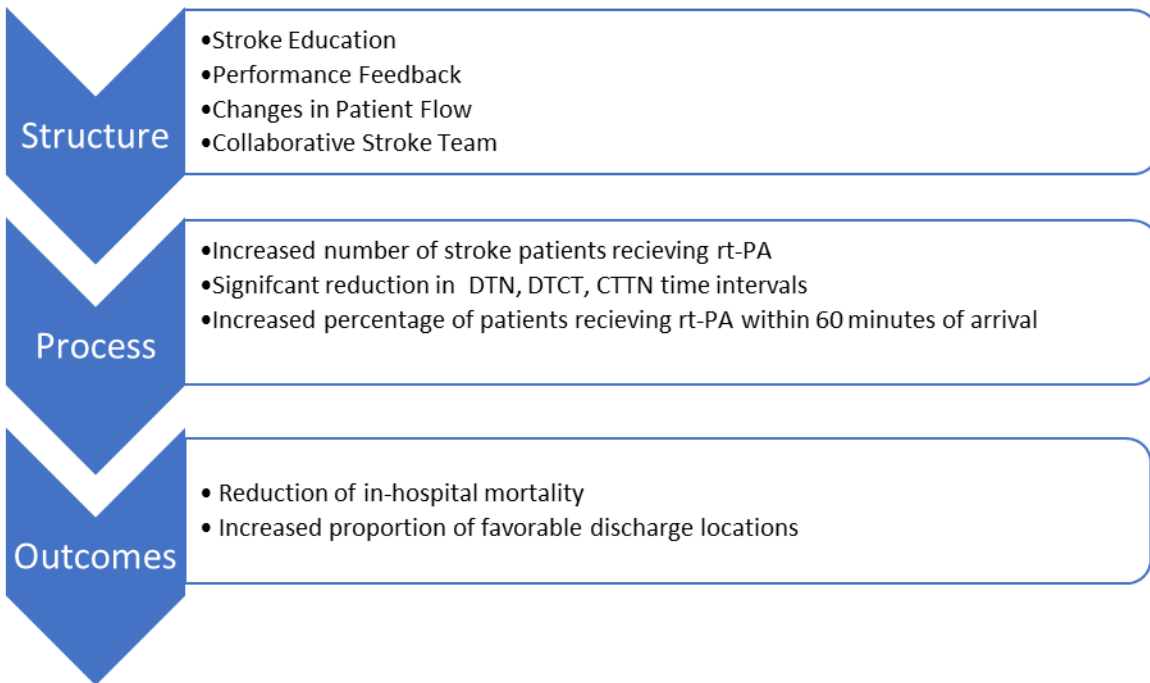 Structure
•Stroke Education
•Performance Feedback
•Changes in Patient Flow
•Collaborative Stroke Team
Process
•Increased number of stroke patients recieving rt-PA
•Signifcant reduction in  DTN, DTCT, CTTN time intervals
•Increased percentage of patients recieving rt-PA within 60 minutes of arrival
Outcomes
• Reduction of in-hospital mortality
• Increased proportion of favorable discharge locations